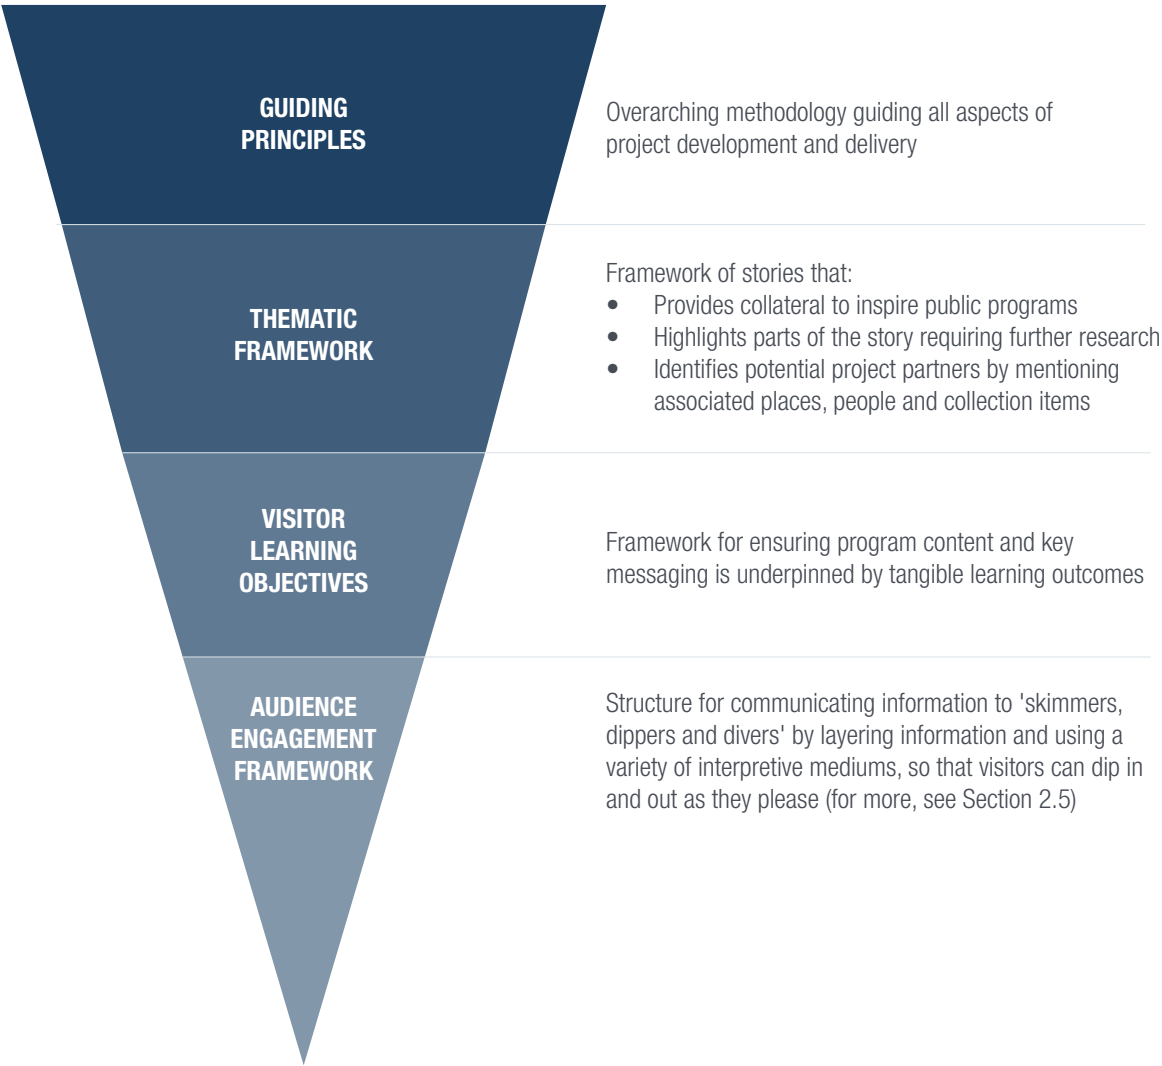 GUIDING
PRINCIPLES
Overarching methodology guiding all aspects of
project development and delivery
THEMATIC
FRAMEWORK
Framework of stories that:
• Provides collateral to inspire public programs
• Highlights parts of the story requiring further research
• Identifies potential project partners by mentioning
associated places, people and collection items
VISITOR
LEARNING
OBJECTIVES
Framework for ensuring program content and key
messaging is underpinned by tangible learning outcomes
AUDIENCE
ENGAGEMENT
FRAMEWORK
Structure for communicating information to 'skimmers,
dippers and divers' by layering information and using a
variety of interpretive mediums, so that visitors can dip in
and out as they please (for more, see Section 2.5)